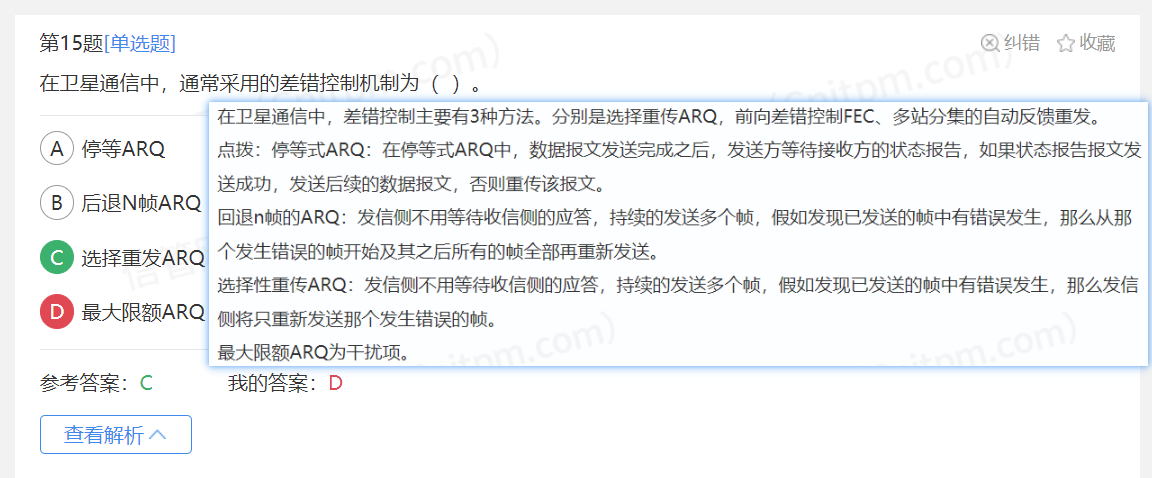 第15题[单选题]
纠错 收藏
在卫星通信中，通常采用的差错控制机制为（ ）。
在卫星通信中，差错控制主要有3种方法。分别是选择重传ARQ，前向差错控制FEC、多站分集的自动反馈重发。
点拨：停等式ARQ：在停等式ARQ中，数据报文发送完成之后，发送方等待接收方的状态报告，如果状态报告报文发
送成功，发送后续的数据报文，否则重传该报文。
回退n帧的ARQ：发信侧不用等待收信侧的应答，持续的发送多个帧，假如发现已发送的帧中有错误发生，那么从那
个发生错误的帧开始及其之后所有的帧全部再重新发送。
选择性重传ARQ：发信侧不用等待收信侧的应答，持续的发送多个帧，假如发现已发送的帧中有错误发生，那么发信
侧将只重新发送那个发生错误的帧。
最大限额ARQ为干扰项。
A 停等ARQ
B 后退N帧ARQ
C 选择重发ARQ
D 最大限额ARQ
参考答案：C 我的答案：D
查看解析